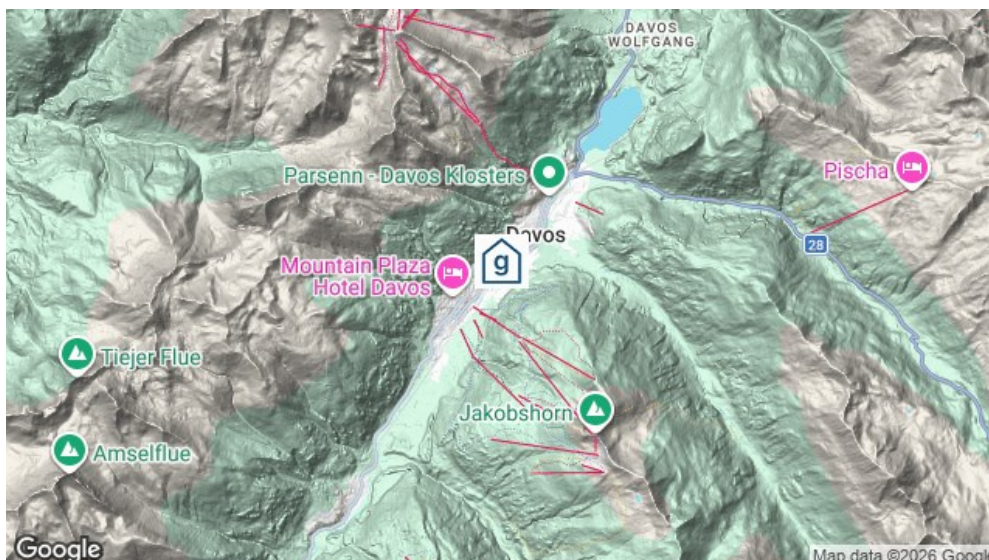 DAVOS
WOLFGANG
Parsenn - Davos Klosters
Pischa
Davos
28
g
Mountain Plaza
Hotel Davos
Tiejer Flue
Jakobshorn
Amselflue
Google
Map data ©2026 Google